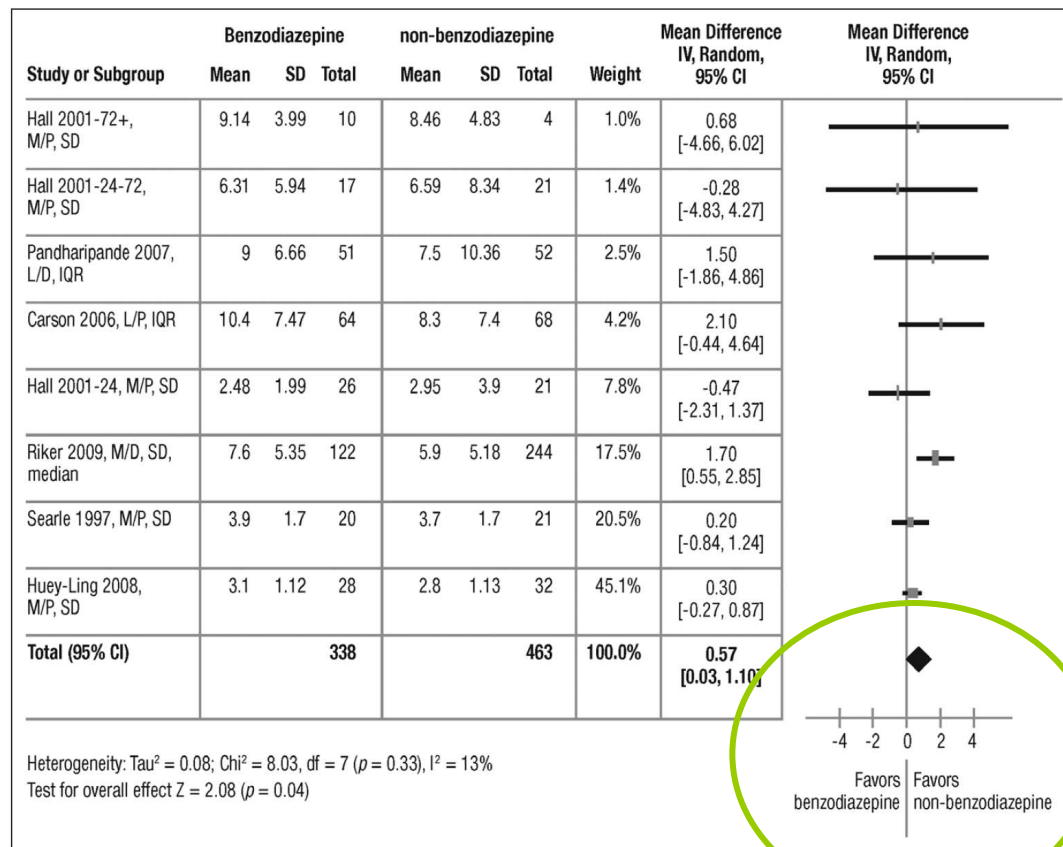 Benzodiazepine non-benzodiazepine Mean Difference Mean Difference
IV, Random, IV, Random,
Study or Subgroup Mean SD Total Mean SD Total Weight 95% CI 95% CI
Hall 2001-72+, 9.14 3.99 10 8.46 4.83 4 1.0% 0.68
M/P, SD [-4.66, 6.02]
Hall 2001-24-72, 6.31 5.94 17 6.59 8.34 21 1.4% -0.28
M/P, SD [-4.83, 4.27]
Pandharipande 2007, 9 6.66 51 7.5 10.36 52 2.5% 1.50
L/D, IQR [-1.86, 4.86]
Carson 2006, L/P, IQR 10.4 7.47 64 8.3 7.4 68 4.2% 2.10
[-0.44, 4.64]
Hall 2001-24, M/P, SD 2.48 1.99 26 2.95 3.9 21 7.8% -0.47
[-2.31, 1.37]
Riker 2009, M/D, SD, 7.6 5.35 122 5.9 5.18 244 17.5% 1.70
median [0.55, 2.85]
Searle 1997, M/P, SD 3.9 1.7 20 3.7 1.7 21 20.5% 0.20
[-0.84, 1.24]
Huey-Ling 2008, 3.1 1.12 28 2.8 1.13 32 45.1% 0.30
M/P, SD [-0.27, 0.87]
Total (95% CI) 338 463 100.0% 0.57
[0.03, 1.10]
-4 -2 0 2 4
Heterogeneity: Tau² = 0.08; Chi² = 8.03, df = 7 (p = 0.33), I² = 13%
Test for overall effect Z = 2.08 (p = 0.04)
Favors Favors
benzodiazepine non-benzodiazepine